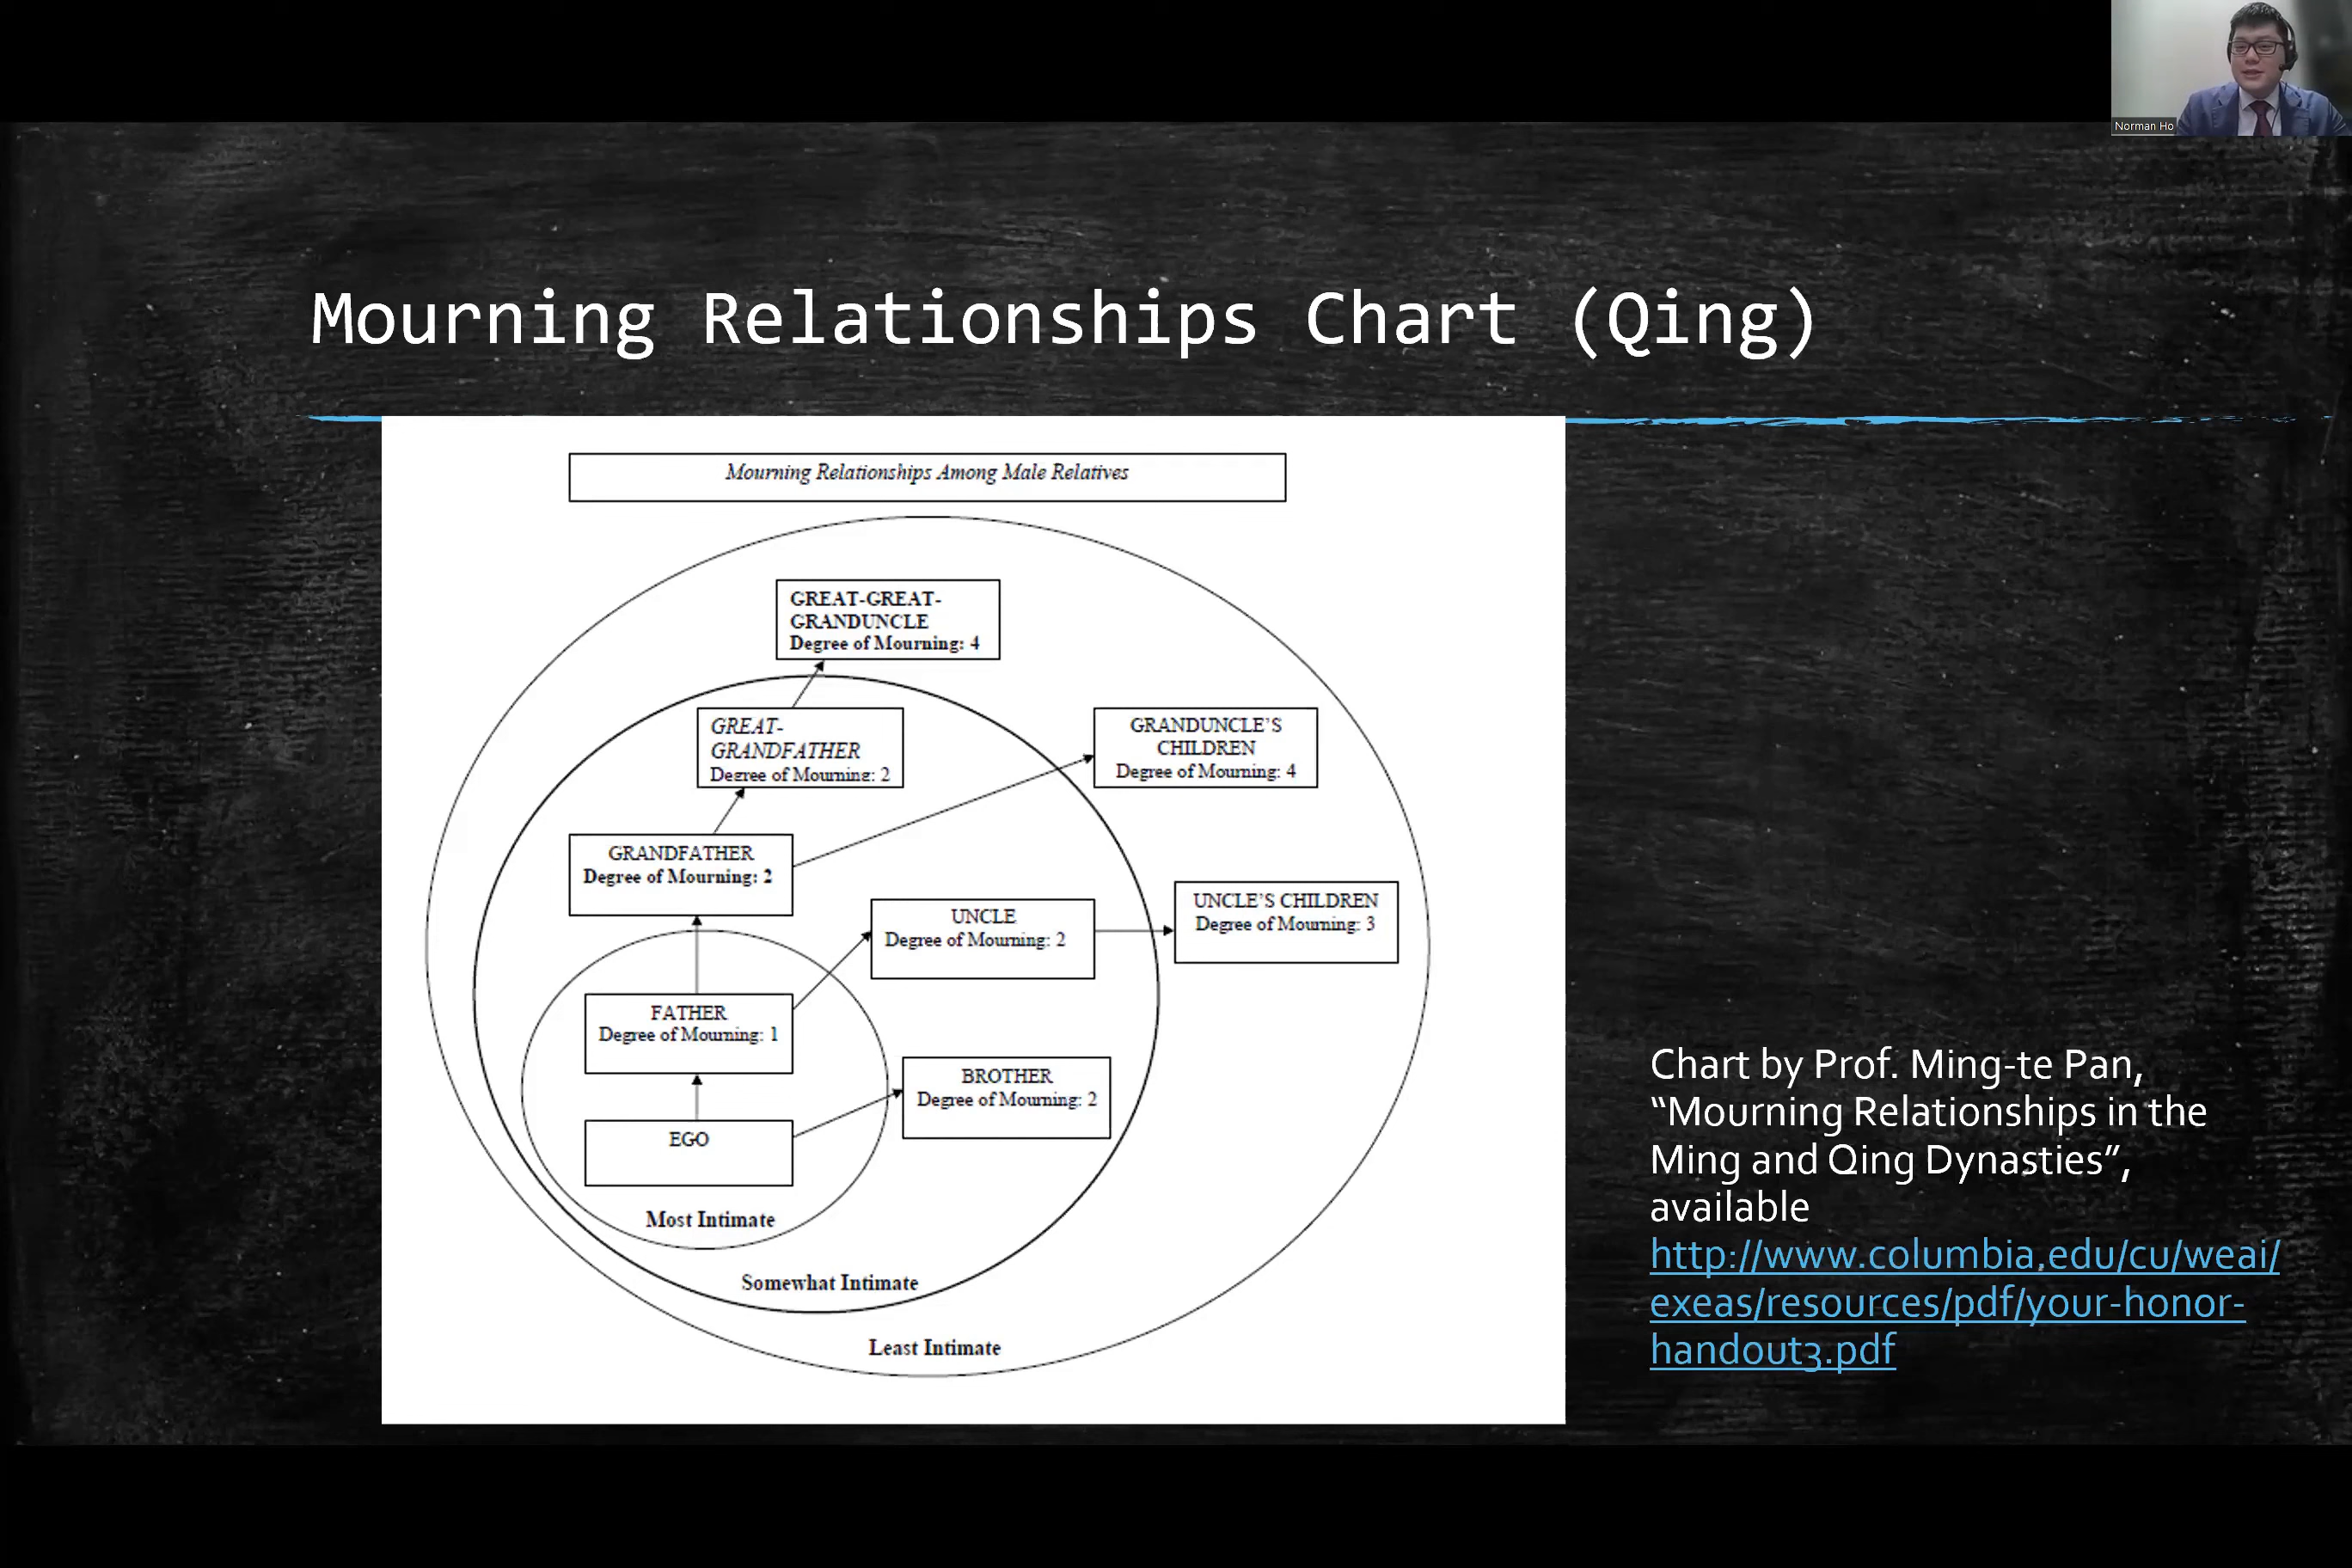 Norman Ho
Mourning Relationships Chart (Qing)
Mourning Relationships Among Male Relatives
GREAT-GREAT-
GRANDUNCLE
Degree of Mourning: 4
GREAT-
GRANDFATHER
Degree of Mourning: 2
GRANDUNCLE'S
CHILDREN
Degree of Mourning: 4
GRANDFATHER
Degree of Mourning: 2
UNCLE
Degree of Mourning: 2
UNCLE'S CHILDREN
Degree of Mourning: 3
FATHER
Degree of Mourning: 1
BROTHER
Degree of Mourning: 2
EGO
Most Intimate
Somewhat Intimate
Least Intimate
Chart by Prof. Ming-te Pan,
“Mourning Relationships in the
Ming and Qing Dynasties”,
available
http://www.columbia.edu/cu/weai/
exeas/resources/pdf/your-honor-
handout3.pdf